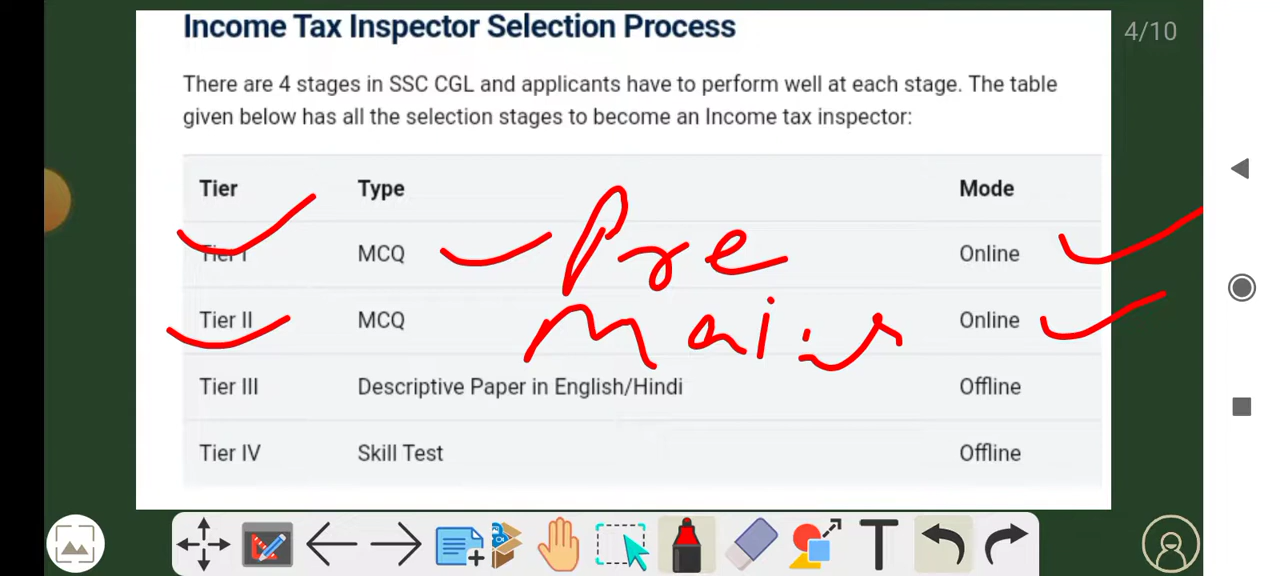 Income Tax Inspector Selection Process
4/10
There are 4 stages in SSC CGL and applicants have to perform well at each stage. The table
given below has all the selection stages to become an Income tax inspector:
Tier Type Mode
Tier I MCQ Pre Online
Tier II MCQ Mains Online
Tier III Descriptive Paper in English/Hindi Offline
Tier IV Skill Test Offline
T